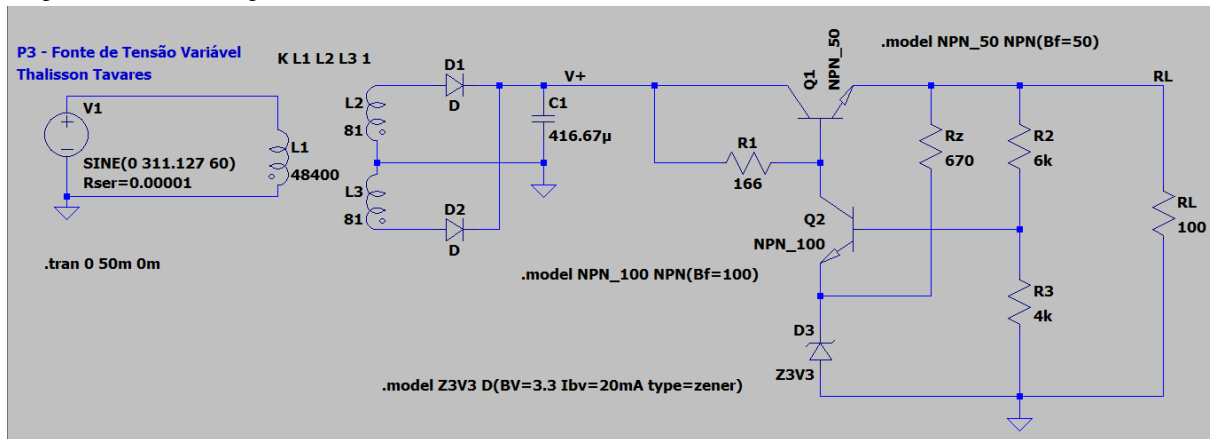 P3 - Fonte de Tensão Variável
Thalisson Tavares
V1
SINE(0 311.127 60)
Rser=0.00001
.tran 0 50m 0m
L1
48400
K L1 L2 L3 1
L2
81
L3
81
D1
D
D2
D
C1
416.67µ
V+
R1
166
Q1
NPN_50
.model NPN_50 NPN(Bf=50)
Q2
NPN_100
.model NPN_100 NPN(Bf=100)
D3
Z3V3
.model Z3V3 D(BV=3.3 Ibv=20mA type=zener)
Rz
670
R2
6k
R3
4k
RL
RL
100